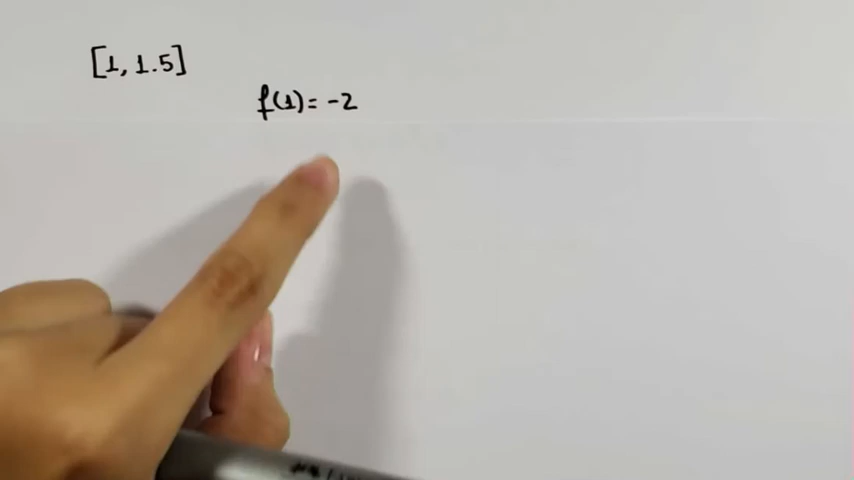 [1, 1.5]
f(1) = -2